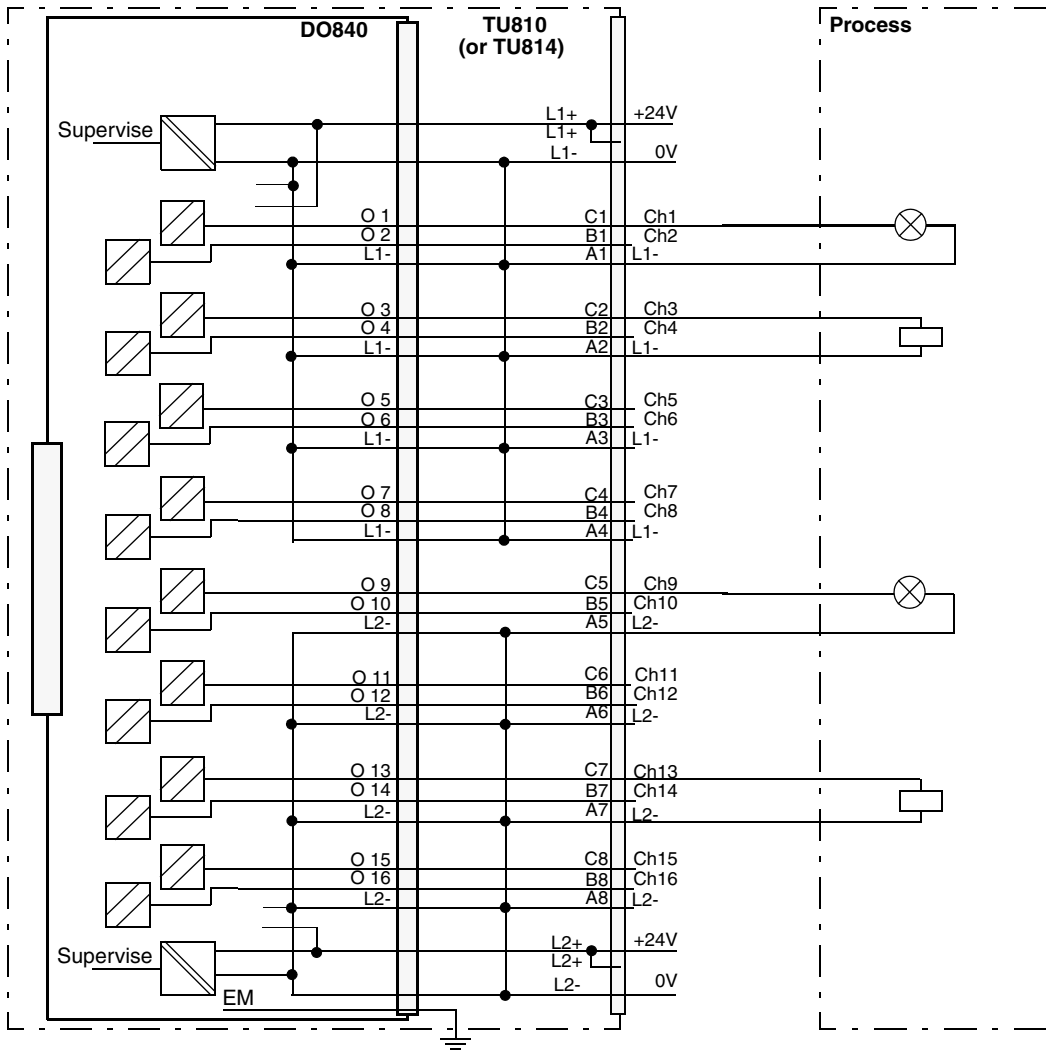 DO840 TU810 Process
(or TU814)
L1+ +24V
Supervise L1+
L1- 0V
O 1 C1 Ch1
O 2 B1 Ch2
L1- A1 L1-
O 3 C2 Ch3
O 4 B2 Ch4
L1- A2 L1-
O 5 C3 Ch5
O 6 B3 Ch6
L1- A3 L1-
O 7 C4 Ch7
O 8 B4 Ch8
L1- A4 L1-
O 9 C5 Ch9
O 10 B5 Ch10
L2- A5 L2-
O 11 C6 Ch11
O 12 B6 Ch12
L2- A6 L2-
O 13 C7 Ch13
O 14 B7 Ch14
L2- A7 L2-
O 15 C8 Ch15
O 16 B8 Ch16
L2- A8 L2-
L2+ +24V
Supervise L2+
L2- 0V
EM